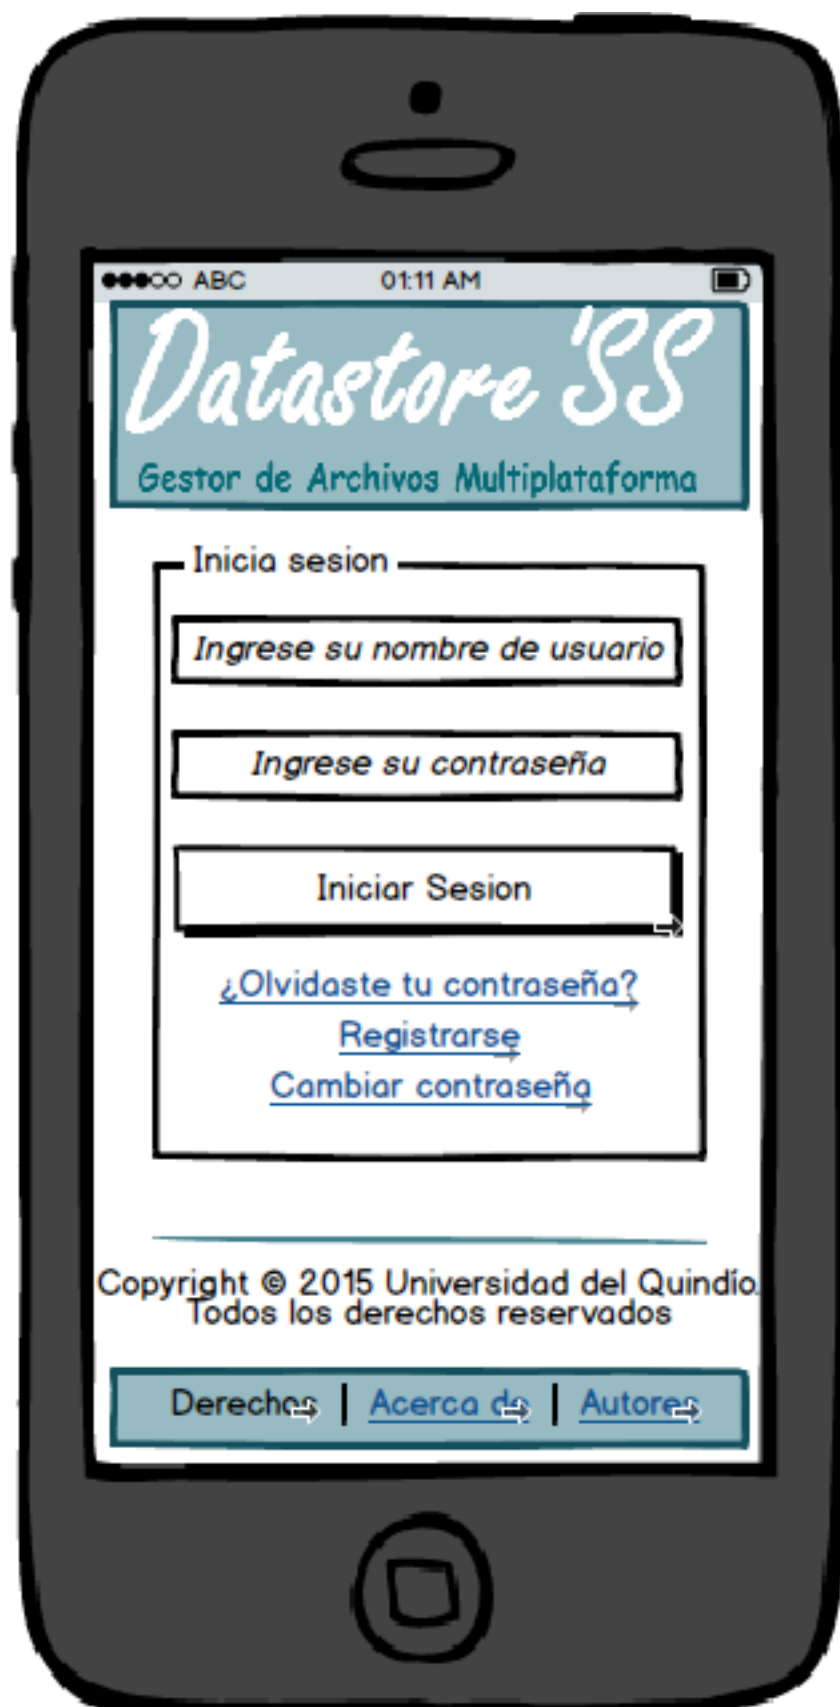 ABC 01:11 AM
Datastore 'SS
Gestor de Archivos Multiplataforma
Inicia sesion
Ingrese su nombre de usuario
Ingrese su contraseña
Iniciar Sesion
¿Olvidaste tu contraseña?
Registrarse
Cambiar contraseña
Copyright © 2015 Universidad del Quindío.
Todos los derechos reservados
Derechos | Acerca de | Autores